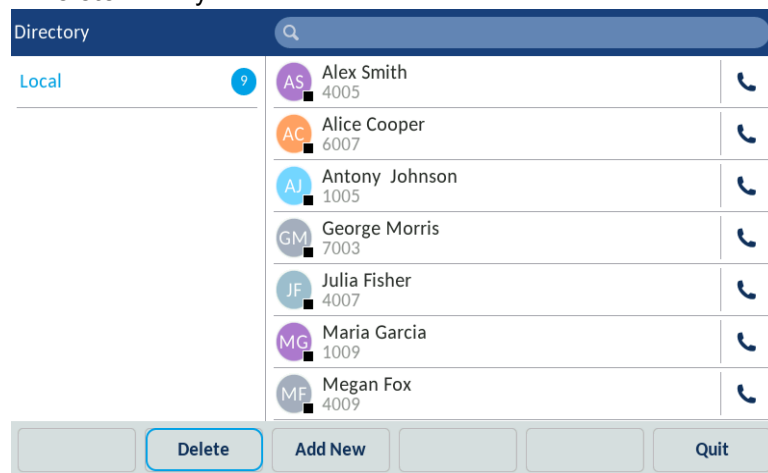 Directory
Local 9
AS Alex Smith
4005
AC Alice Cooper
6007
AJ Antony Johnson
1005
GM George Morris
7003
JF Julia Fisher
4007
MG Maria Garcia
1009
MF Megan Fox
4009
Delete Add New Quit